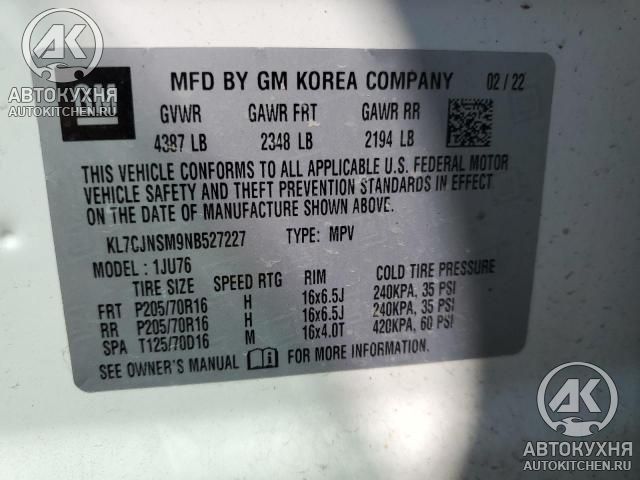 MFD BY GM KOREA COMPANY 02 / 22
GVWR GAWR FRT GAWR RR
4387 LB 2348 LB 2194 LB
THIS VEHICLE CONFORMS TO ALL APPLICABLE U.S. FEDERAL MOTOR
VEHICLE SAFETY AND THEFT PREVENTION STANDARDS IN EFFECT
ON THE DATE OF MANUFACTURE SHOWN ABOVE.
KL7CJNSM9NB527227 TYPE: MPV
MODEL: 1JU76
TIRE SIZE SPEED RTG RIM COLD TIRE PRESSURE
FRT P205/70R16 H 16x6.5J 240KPA, 35 PSI
RR P205/70R16 H 16x6.5J 240KPA, 35 PSI
SPA T125/70D16 M 16x4.0T 420KPA, 60 PSI
SEE OWNER'S MANUAL FOR MORE INFORMATION.
GM
АК
АВТОКУХНЯ
AUTOKITCHEN.RU
АК
АВТОКУХНЯ
AUTOKITCHEN.RU